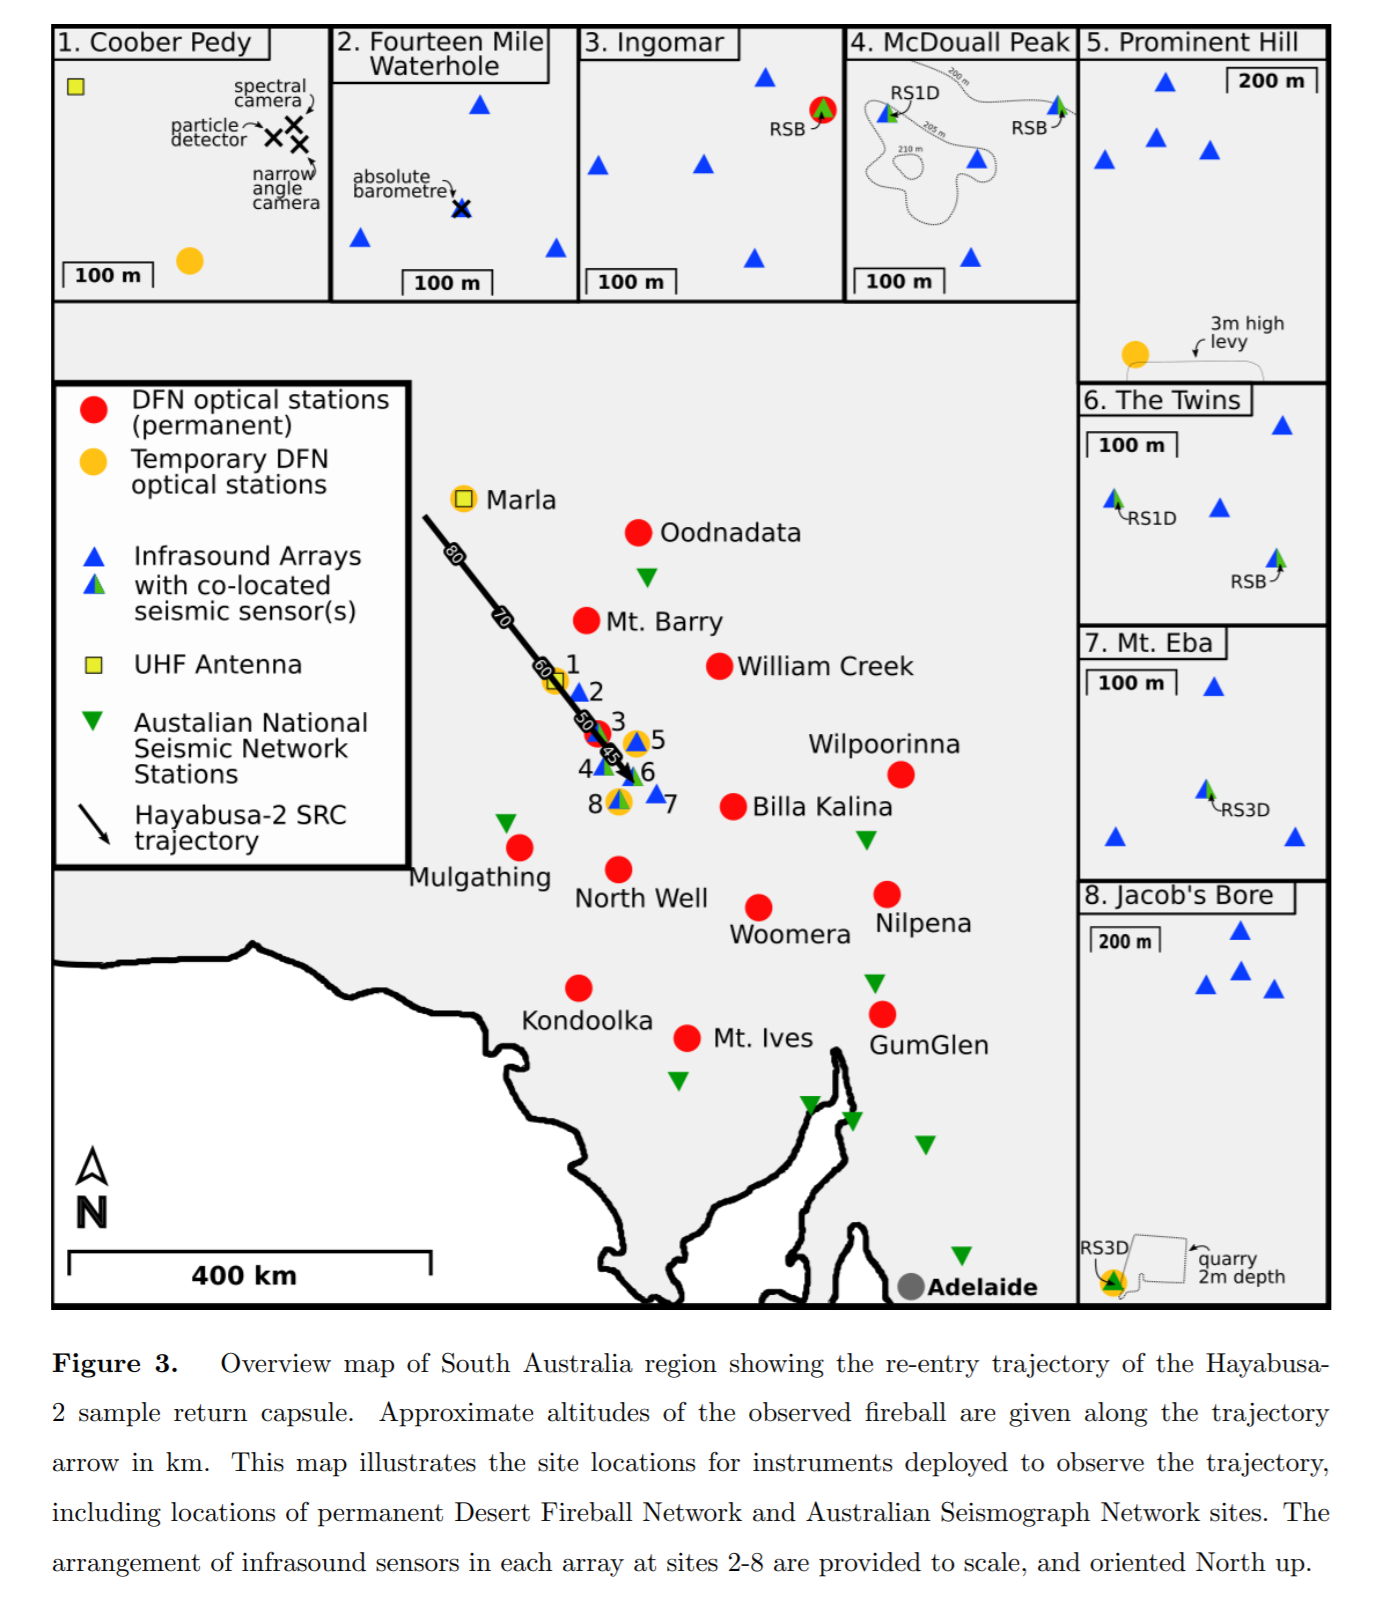 1. Coober Pedy
spectral
camera
particle
detector
narrow
angle
camera
100 m
2. Fourteen Mile
Waterhole
absolute
barometre
100 m
3. Ingomar
RSB
100 m
4. McDouall Peak
200 m
RS1D
205 m
RSB
210 m
100 m
5. Prominent Hill
200 m
3m high
levy
6. The Twins
100 m
RS1D
RSB
7. Mt. Eba
100 m
RS3D
8. Jacob's Bore
200 m
RS3D
quarry
2m depth
DFN optical stations
(permanent)
Temporary DFN
optical stations
Infrasound Arrays
with co-located
seismic sensor(s)
UHF Antenna
Austalian National
Seismic Network
Stations
Hayabusa-2 SRC
trajectory
Marla
Oodnadata
80
70
Mt. Barry
60
1
William Creek
2
50
3
45
5
Wilpoorinna
4
6
8
7
Billa Kalina
Mulgathing
North Well
Woomera
Nilpena
Kondoolka
Mt. Ives
GumGlen
N
400 km
Adelaide
Figure 3. Overview map of South Australia region showing the re-entry trajectory of the Hayabusa-
2 sample return capsule. Approximate altitudes of the observed fireball are given along the trajectory
arrow in km. This map illustrates the site locations for instruments deployed to observe the trajectory,
including locations of permanent Desert Fireball Network and Australian Seismograph Network sites. The
arrangement of infrasound sensors in each array at sites 2-8 are provided to scale, and oriented North up.